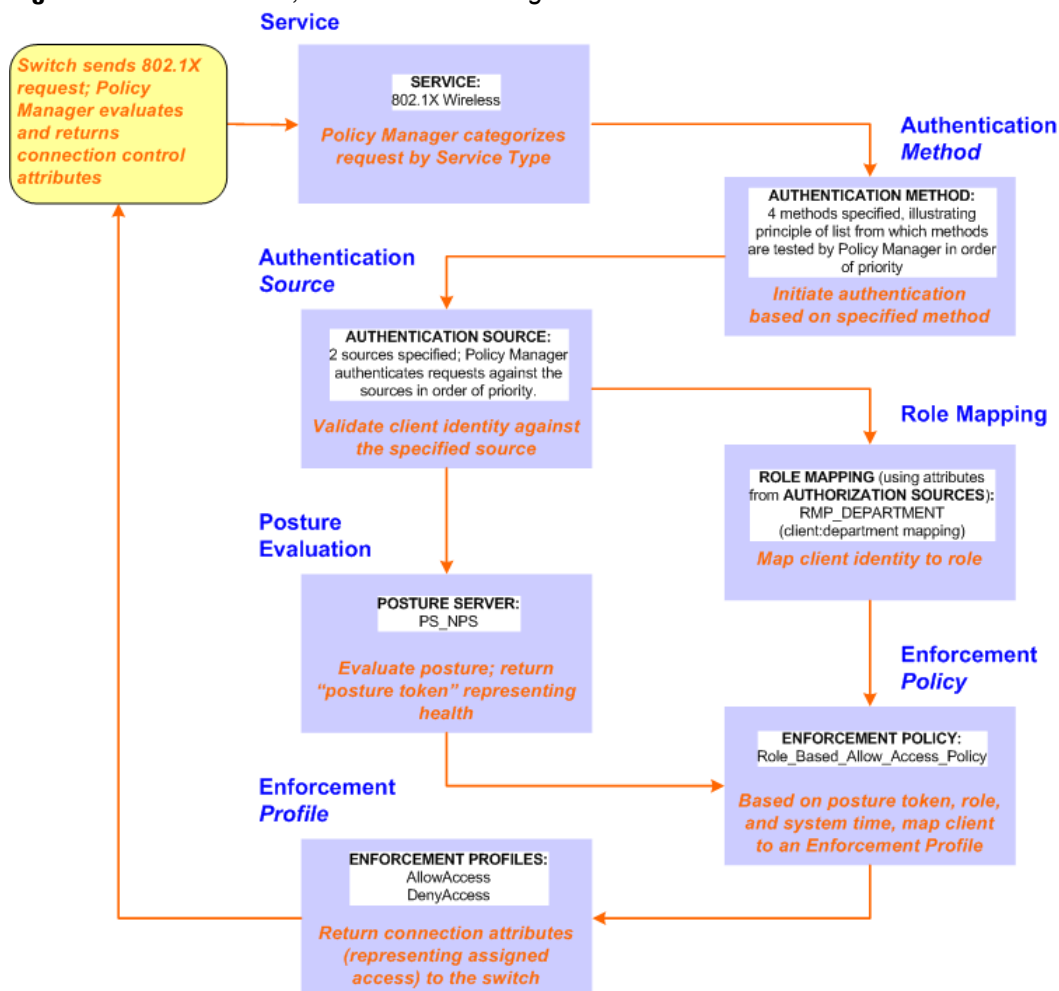 Service
Switch sends 802.1X
request; Policy
Manager evaluates
and returns
connection control
attributes
SERVICE:
802.1X Wireless
Policy Manager categorizes
request by Service Type
Authentication
Method
AUTHENTICATION METHOD:
4 methods specified, illustrating
principle of list from which methods
are tested by Policy Manager in order
of priority
Initiate authentication
based on specified method
Authentication
Source
AUTHENTICATION SOURCE:
2 sources specified; Policy Manager
authenticates requests against the
sources in order of priority.
Validate client identity against
the specified source
Role Mapping
ROLE MAPPING (using attributes
from AUTHORIZATION SOURCES):
RMP_DEPARTMENT
(client:department mapping)
Map client identity to role
Posture
Evaluation
POSTURE SERVER:
PS_NPS
Evaluate posture; return
“posture token” representing
health
Enforcement
Policy
ENFORCEMENT POLICY:
Role_Based_Allow_Access_Policy
Based on posture token, role,
and system time, map client
to an Enforcement Profile
Enforcement
Profile
ENFORCEMENT PROFILES:
AllowAccess
DenyAccess
Return connection attributes
(representing assigned
access) to the switch